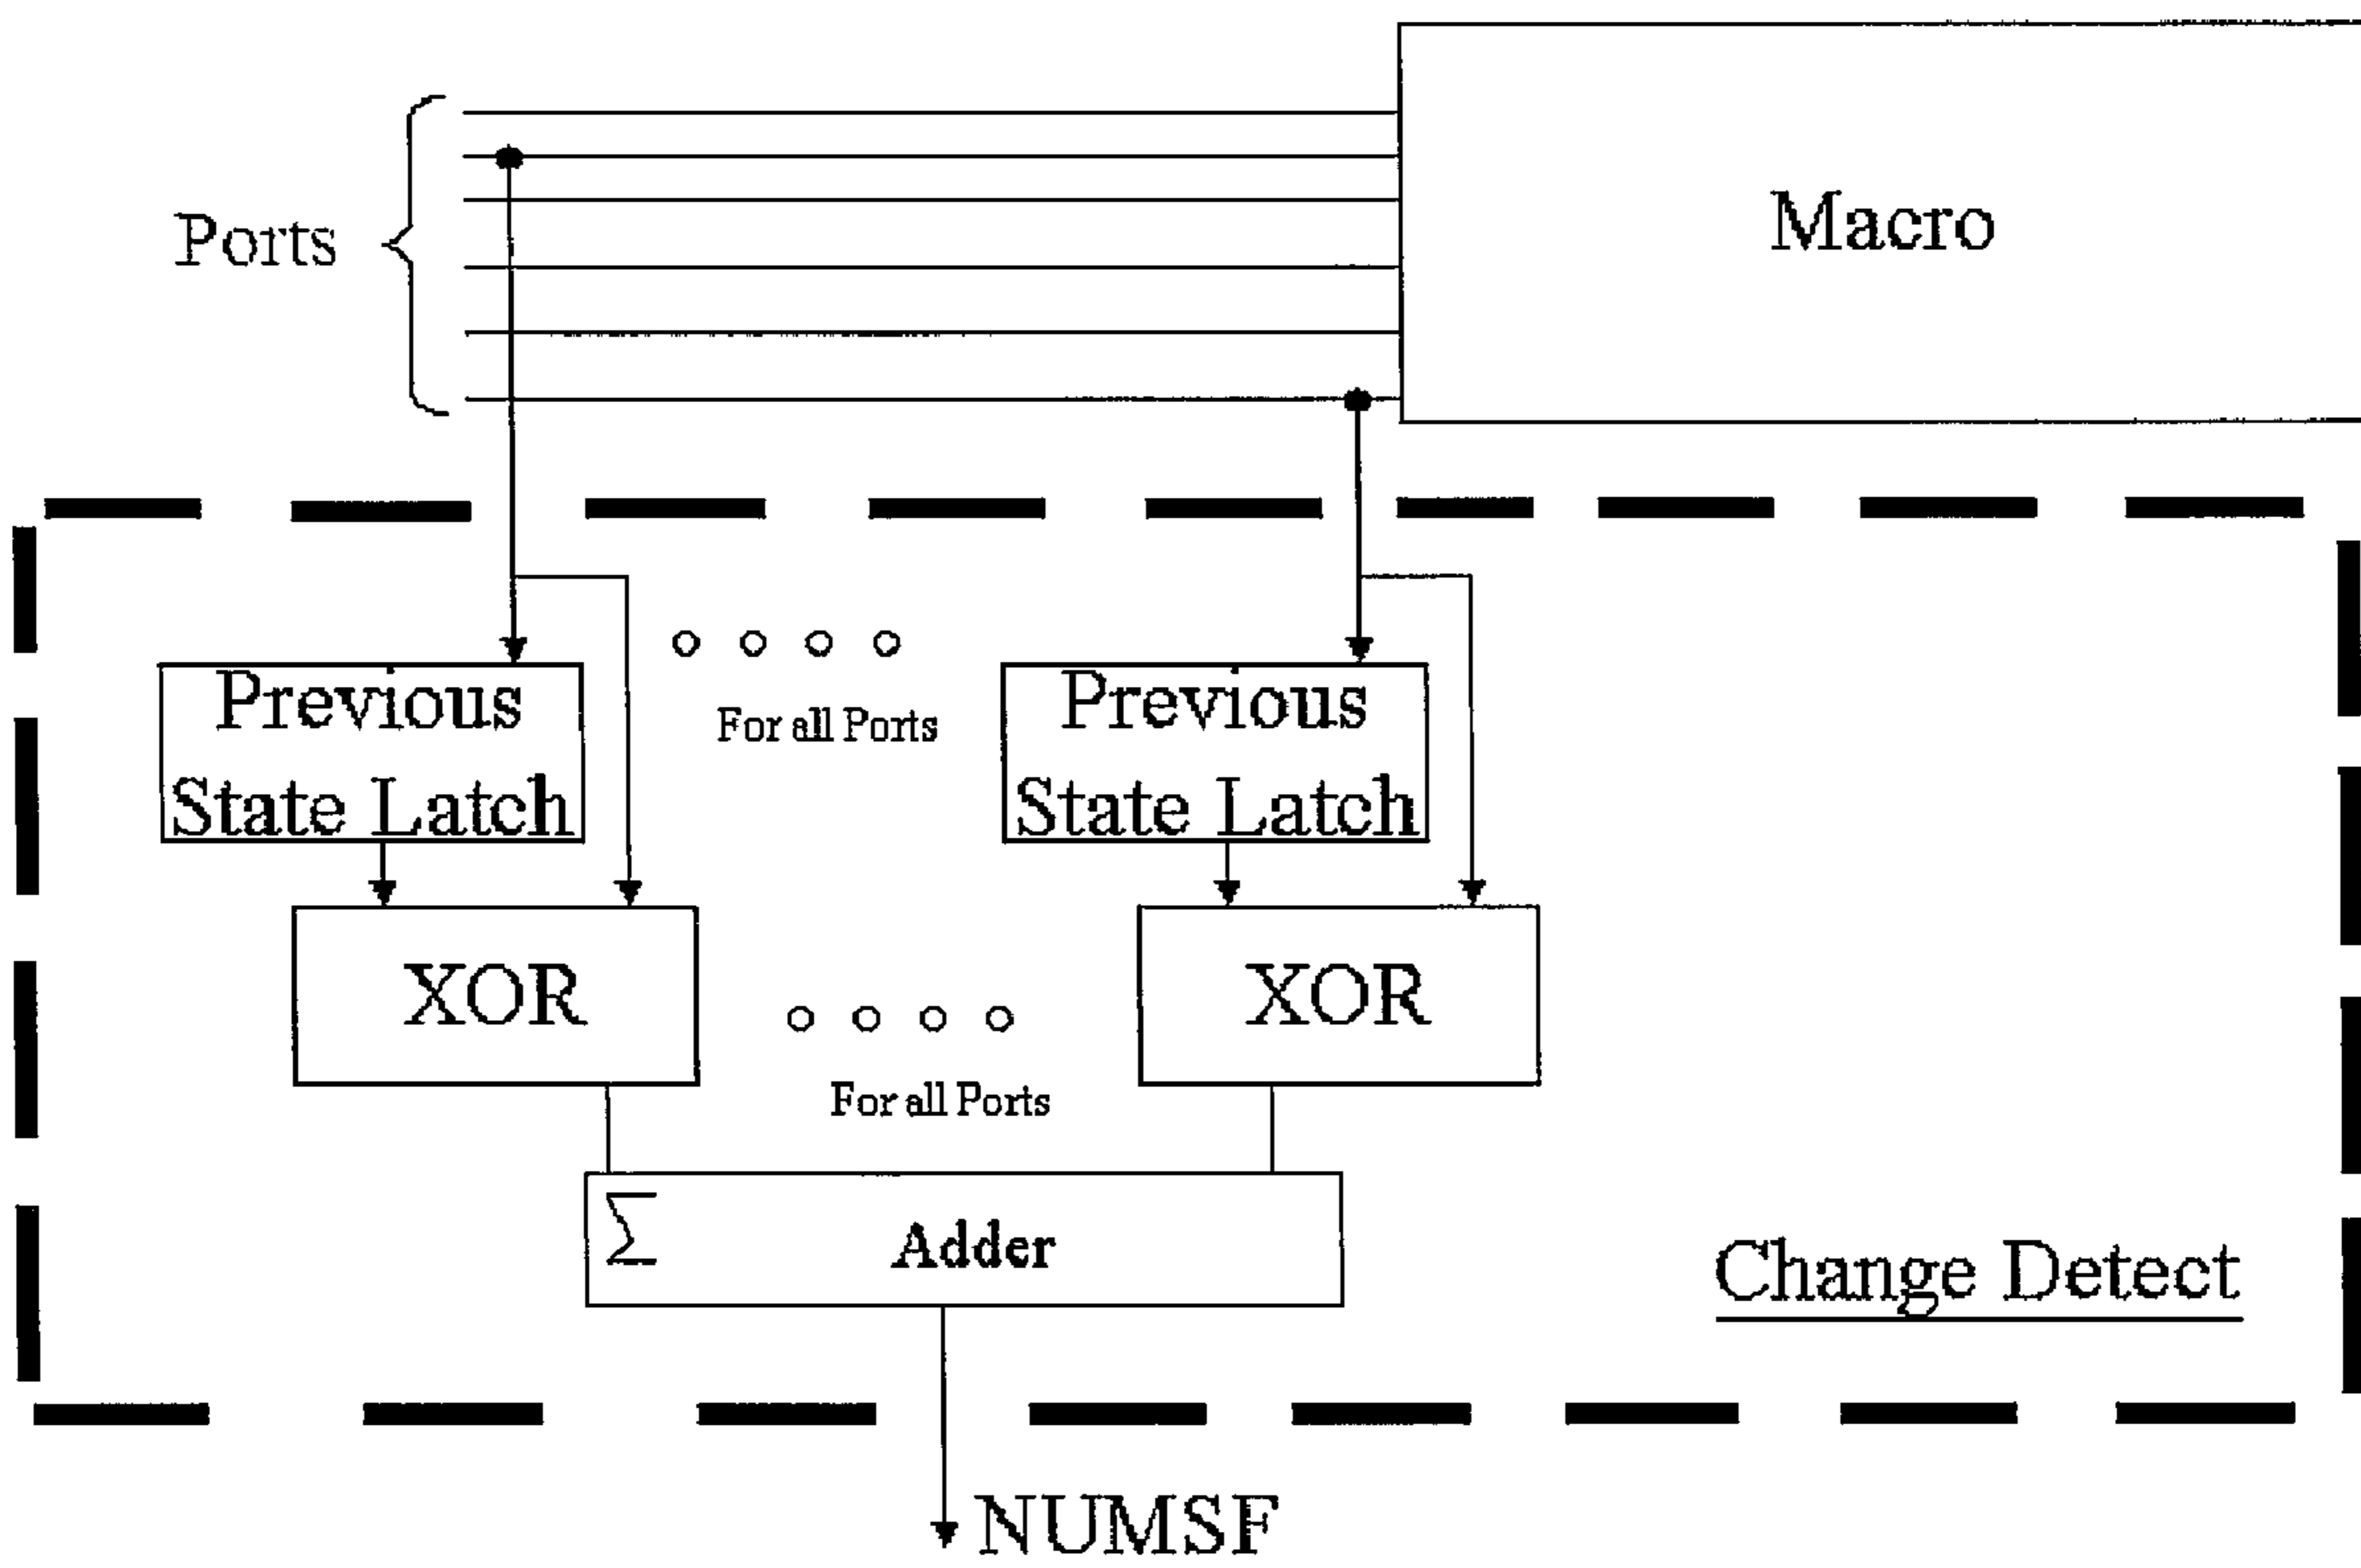 Macro
Ports
Previous
State Latch
For all Ports
Previous
State Latch
XOR
For all Ports
XOR
Σ Adder
Change Detect
NUMSF